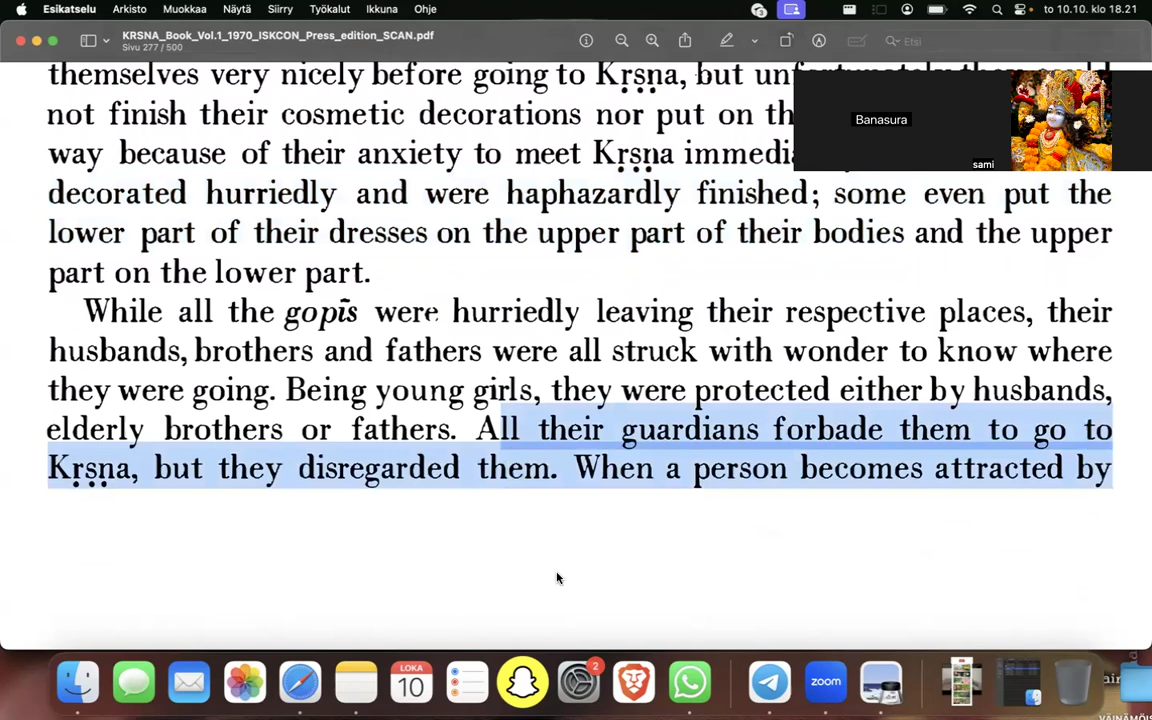 Esikatselu Arkisto Muokkaa Näytä Siirry Työkalut Ikkuna Ohje to 10.10. klo 18.21
KRSNA_Book_Vol.1_1970_ISKCON_Press_edition_SCAN.pdf
Sivu 277 / 500
Etsi
themselves very nicely before going to Kṛṣṇa, but
not finish their cosmetic decorations nor put on
way because of their anxiety to meet Kṛṣṇa
decorated hurriedly and were haphazardly finished; some even put the
lower part of their dresses on the upper part of their bodies and the upper
part on the lower part.
While all the gopīs were hurriedly leaving their respective places, their
husbands, brothers and fathers were all struck with wonder to know where
they were going. Being young girls, they were protected either by husbands,
elderly brothers or fathers. All their guardians forbade them to go to
Kṛṣṇa, but they disregarded them. When a person becomes attracted by
Banasura
sami
LOKA
10
2
zoom